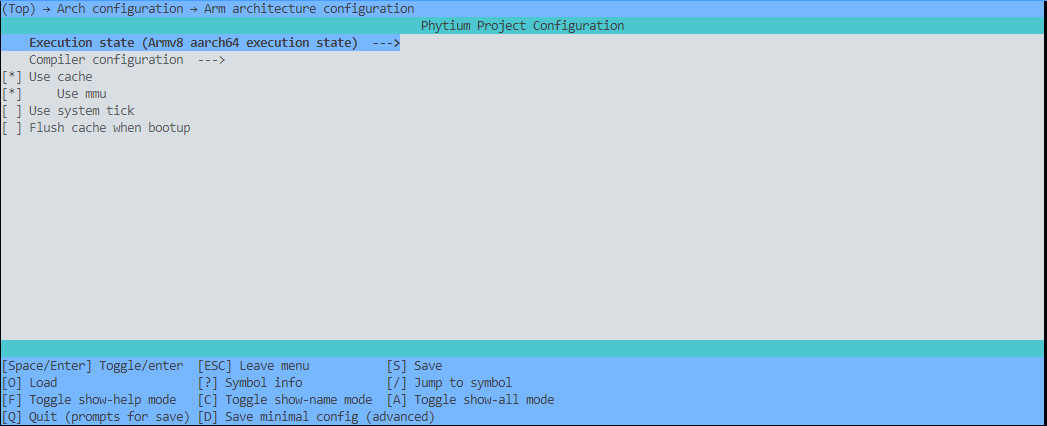 (Top) → Arch configuration → Arm architecture configuration
Phytium Project Configuration
Execution state (Armv8 aarch64 execution state)  --->
Compiler configuration  --->
[*] Use cache
[*]     Use mmu
[ ] Use system tick
[ ] Flush cache when bootup
[Space/Enter] Toggle/enter  [ESC] Leave menu           [S] Save
[O] Load                    [?] Symbol info            [/] Jump to symbol
[F] Toggle show-help mode   [C] Toggle show-name mode  [A] Toggle show-all mode
[Q] Quit (prompts for save) [D] Save minimal config (advanced)